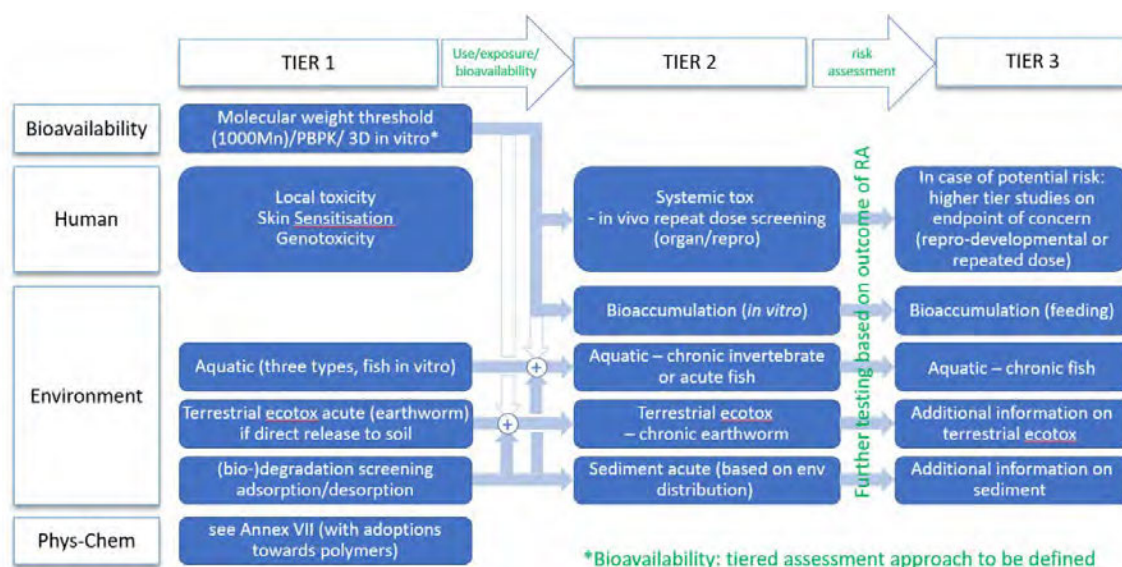 TIER 1
Use/exposure/
bioavailability
TIER 2
risk
assessment
TIER 3
Bioavailability
Molecular weight threshold
(1000Mn)/PBPK/ 3D in vitro*
Human
Local toxicity
Skin Sensitisation
Genotoxicity
Systemic tox
- in vivo repeat dose screening
(organ/repro)
In case of potential risk:
higher tier studies on
endpoint of concern
(repro-developmental or
repeated dose)
Further testing based on outcome of RA
Environment
Bioaccumulation (in vitro)
Bioaccumulation (feeding)
Aquatic (three types, fish in vitro)
+
Aquatic – chronic invertebrate
or acute fish
Aquatic – chronic fish
Terrestrial ecotox acute (earthworm)
if direct release to soil
+
Terrestrial ecotox
– chronic earthworm
Additional information on
terrestrial ecotox
(bio-)degradation screening
adsorption/desorption
Sediment acute (based on env
distribution)
Additional information on
sediment
Phys-Chem
see Annex VII (with adoptions
towards polymers)
*Bioavailability: tiered assessment approach to be defined